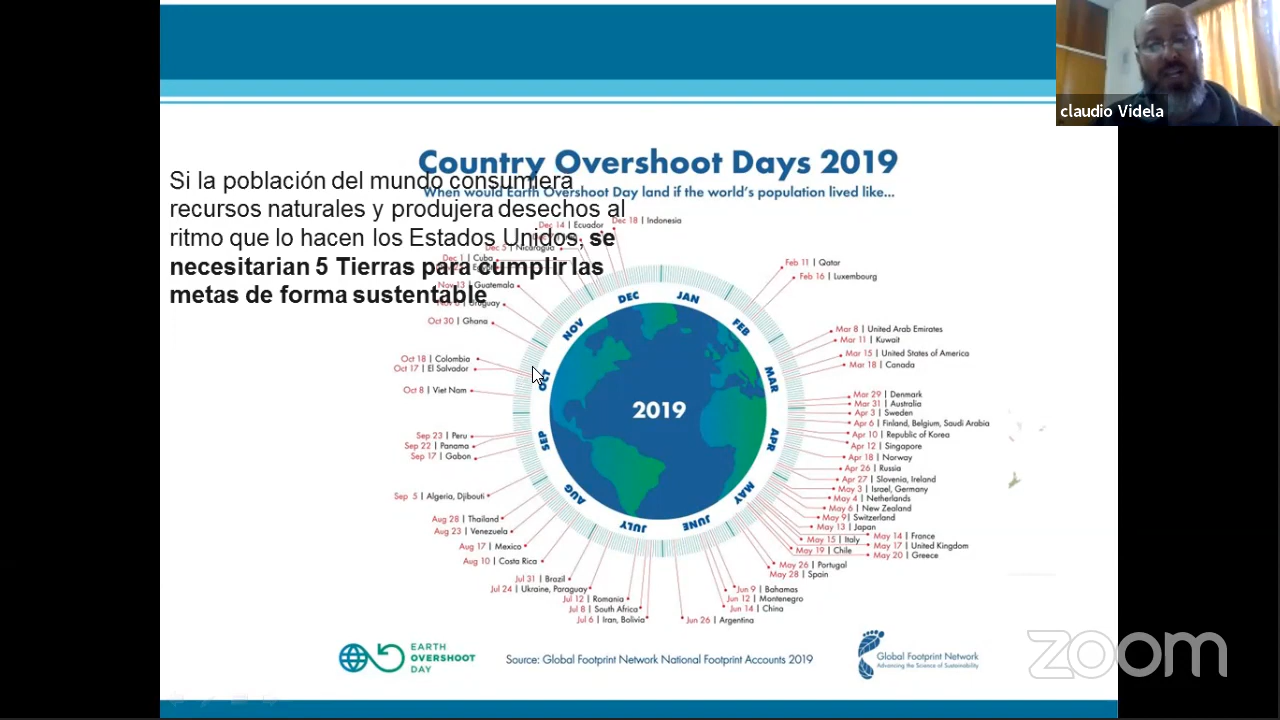 claudio Videla
Country Overshoot Days 2019
When would Earth Overshoot Day land if the world's population lived like...
Si la población del mundo consumiera
recursos naturales y produjera desechos al
ritmo que lo hacen los Estados Unidos, se
necesitarian 5 Tierras para cumplir las
metas de forma sustentable
Dec 18 | Indonesia
Dec 14 | Ecuador
Dec 5 | Nicaragua
Dec 1 | Cuba
Nov 13 | Guatemala
Uruguay
Oct 30 | Ghana
Oct 18 | Colombia
Oct 17 | El Salvador
Oct 8 | Viet Nam
Sep 23 | Peru
Sep 22 | Panama
Sep 17 | Gabon
Sep 5 | Algeria, Djibouti
Aug 28 | Thailand
Aug 23 | Venezuela
Aug 17 | Mexico
Aug 10 | Costa Rica
Jul 31 | Brazil
Jul 24 | Ukraine, Paraguay
Jul 12 | Romania
Jul 8 | South Africa
Jul 6 | Iran, Bolivia
JAN
FEB
MAR
APR
MAY
JUNE
JULY
AUG
SEP
OCT
NOV
DEC
2019
Feb 11 | Qatar
Feb 16 | Luxembourg
Mar 8 | United Arab Emirates
Mar 11 | Kuwait
Mar 15 | United States of America
Mar 18 | Canada
Mar 29 | Denmark
Mar 31 | Australia
Apr 3 | Sweden
Apr 6 | Finland, Belgium, Saudi Arabia
Apr 10 | Republic of Korea
Apr 12 | Singapore
Apr 18 | Norway
Apr 26 | Russia
Apr 27 | Slovenia, Ireland
May 3 | Israel, Germany
May 4 | Netherlands
May 6 | New Zealand
May 9 | Switzerland
May 13 | Japan
May 14 | France
May 15 | Italy
May 17 | United Kingdom
May 19 | Chile
May 20 | Greece
May 26 | Portugal
May 28 | Spain
Jun 9 | Bahamas
Jun 12 | Montenegro
Jun 14 | China
Jun 26 | Argentina
EARTH
OVERSHOOT
DAY
Source: Global Footprint Network National Footprint Accounts 2019
Global Footprint Network
Advancing the Science of Sustainability
zoom